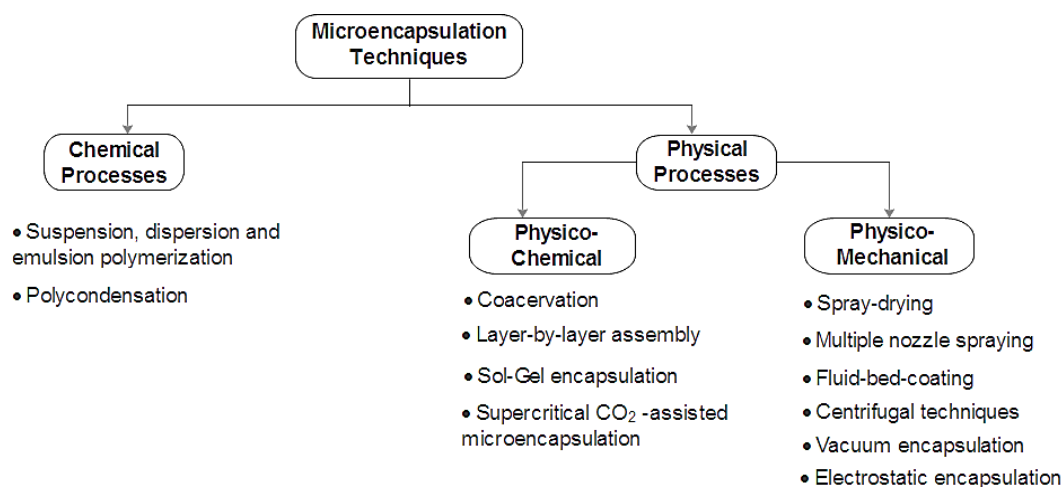 Microencapsulation
Techniques
Chemical
Processes
• Suspension, dispersion and
emulsion polymerization
• Polycondensation
Physical
Processes
Physico-
Chemical
• Coacervation
• Layer-by-layer assembly
• Sol-Gel encapsulation
• Supercritical CO₂ -assisted
microencapsulation
Physico-
Mechanical
• Spray-drying
• Multiple nozzle spraying
• Fluid-bed-coating
• Centrifugal techniques
• Vacuum encapsulation
• Electrostatic encapsulation